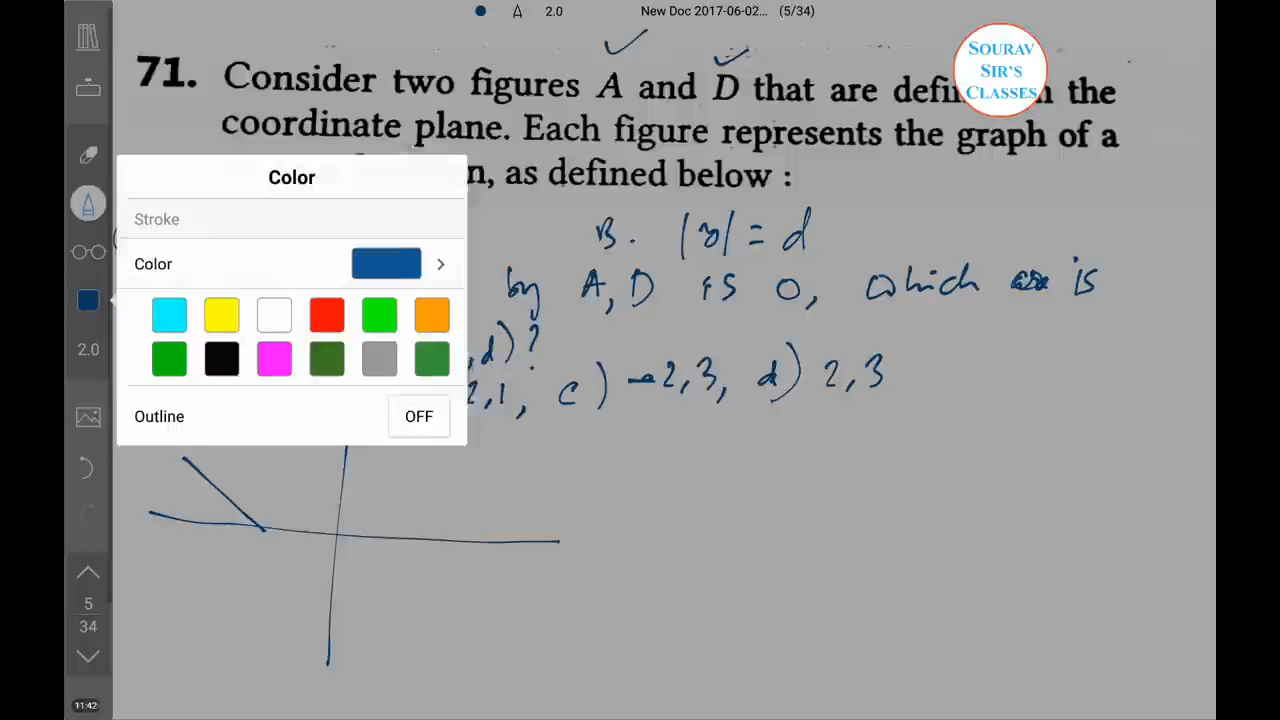 New Doc 2017-06-02... (5/34)
2.0
SOURAV
SIR'S
CLASSES
71. Consider two figures A and D that are defin the
coordinate plane. Each figure represents the graph of a
n, as defined below :
Color
Stroke
Color
Outline OFF
B. |y| = d
by A, D is 0, which is
, d) ?
2, 1, c) -2, 3, d) 2, 3
2.0
5
34
11:42